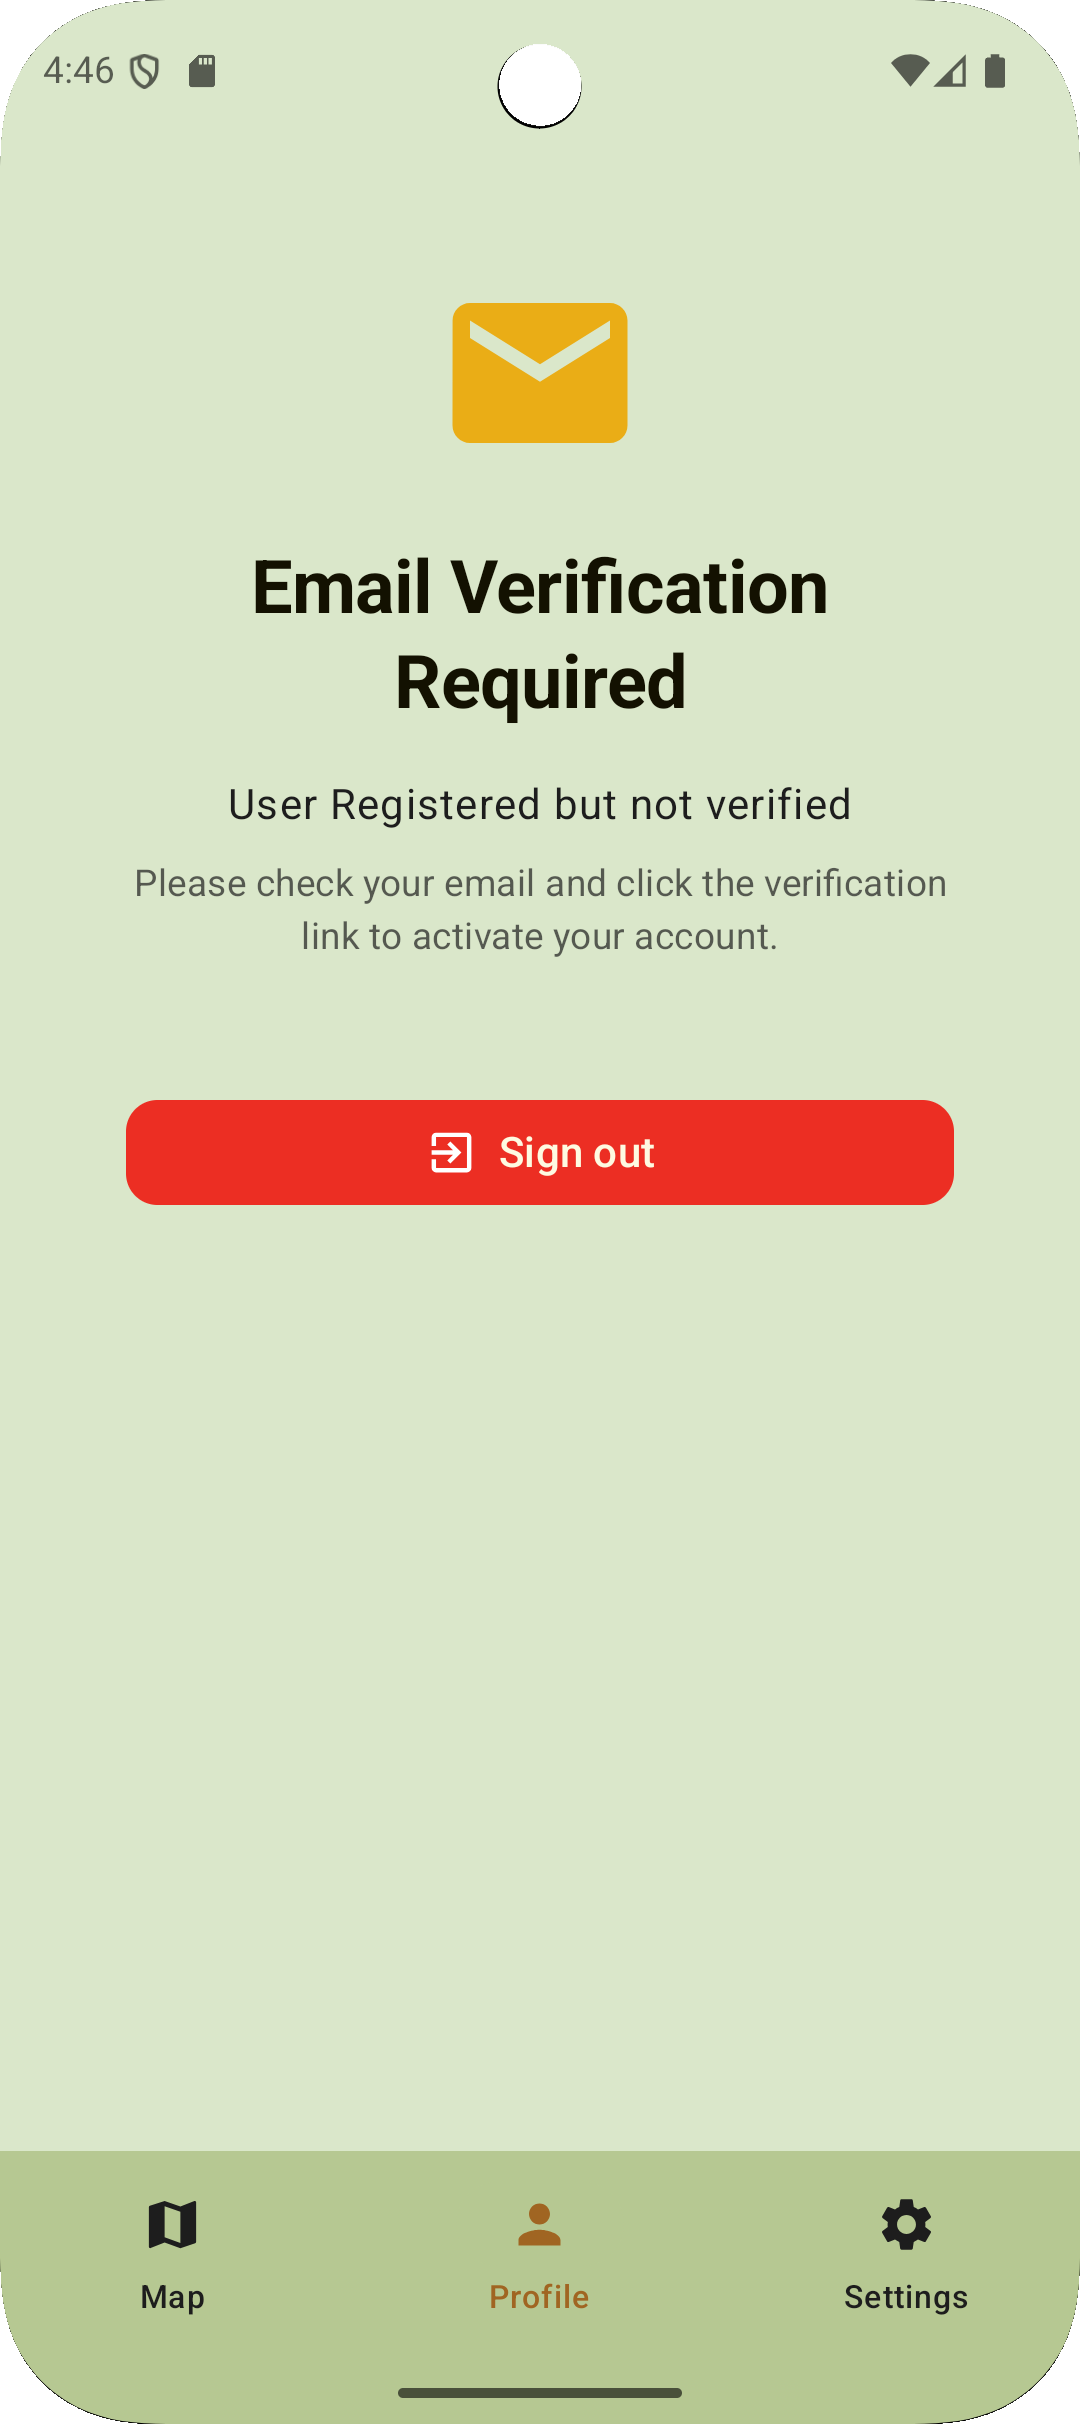 4:46
Email Verification
Required
User Registered but not verified
Please check your email and click the verification
link to activate your account.
Sign out
Map
Profile
Settings